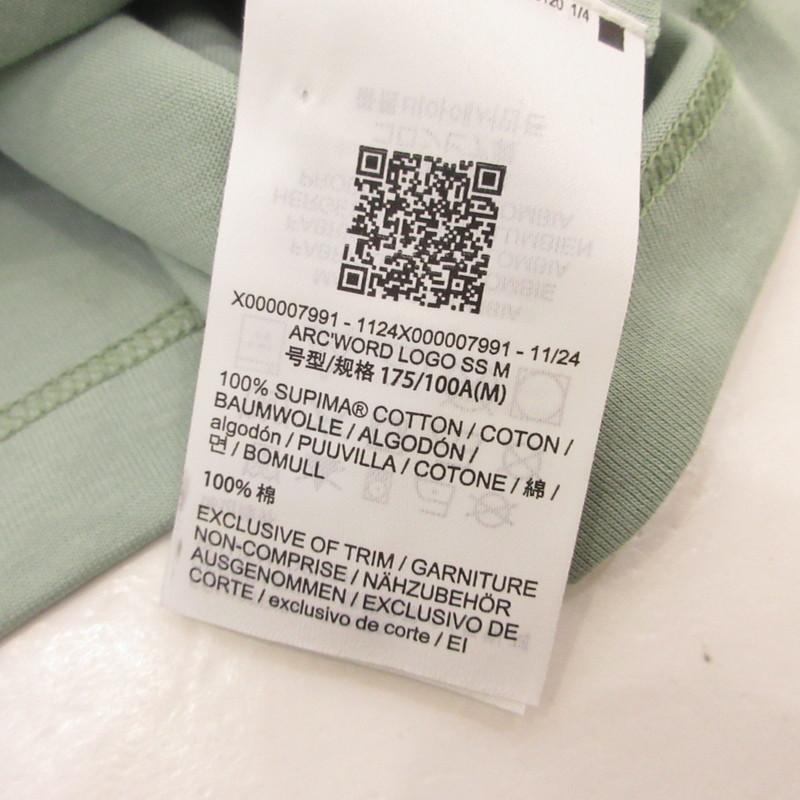 1/4
X000007991 - 1124X000007991 - 11/24
ARC'WORD LOGO SS M
号型/规格 175/100A(M)
100% SUPIMA® COTTON / COTON /
BAUMWOLLE / ALGODÓN /
algodón / PUUVILLA / COTONE / 綿 /
면 / BOMULL
100% 棉
EXCLUSIVE OF TRIM / GARNITURE
NON-COMPRISE / NÄHZUBEHÖR
AUSGENOMMEN / EXCLUSIVO DE
CORTE / exclusivo de corte / EI